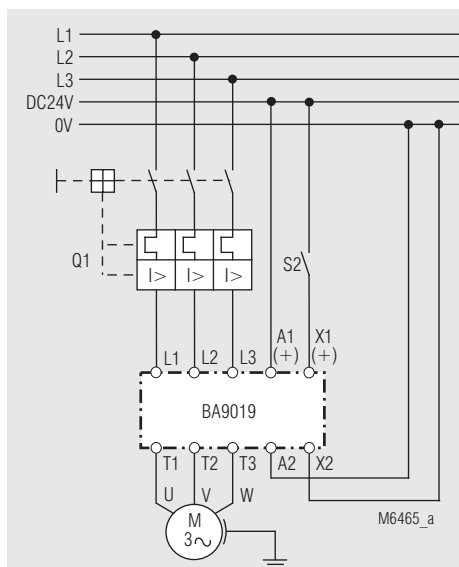 L1
L2
L3
DC24V
0V
Q1
I> I> I>
S2
L1 L2 L3 A1 (+) X1 (+)
BA9019
T1 T2 T3 A2 X2
U V W
M
3~
M6465_a